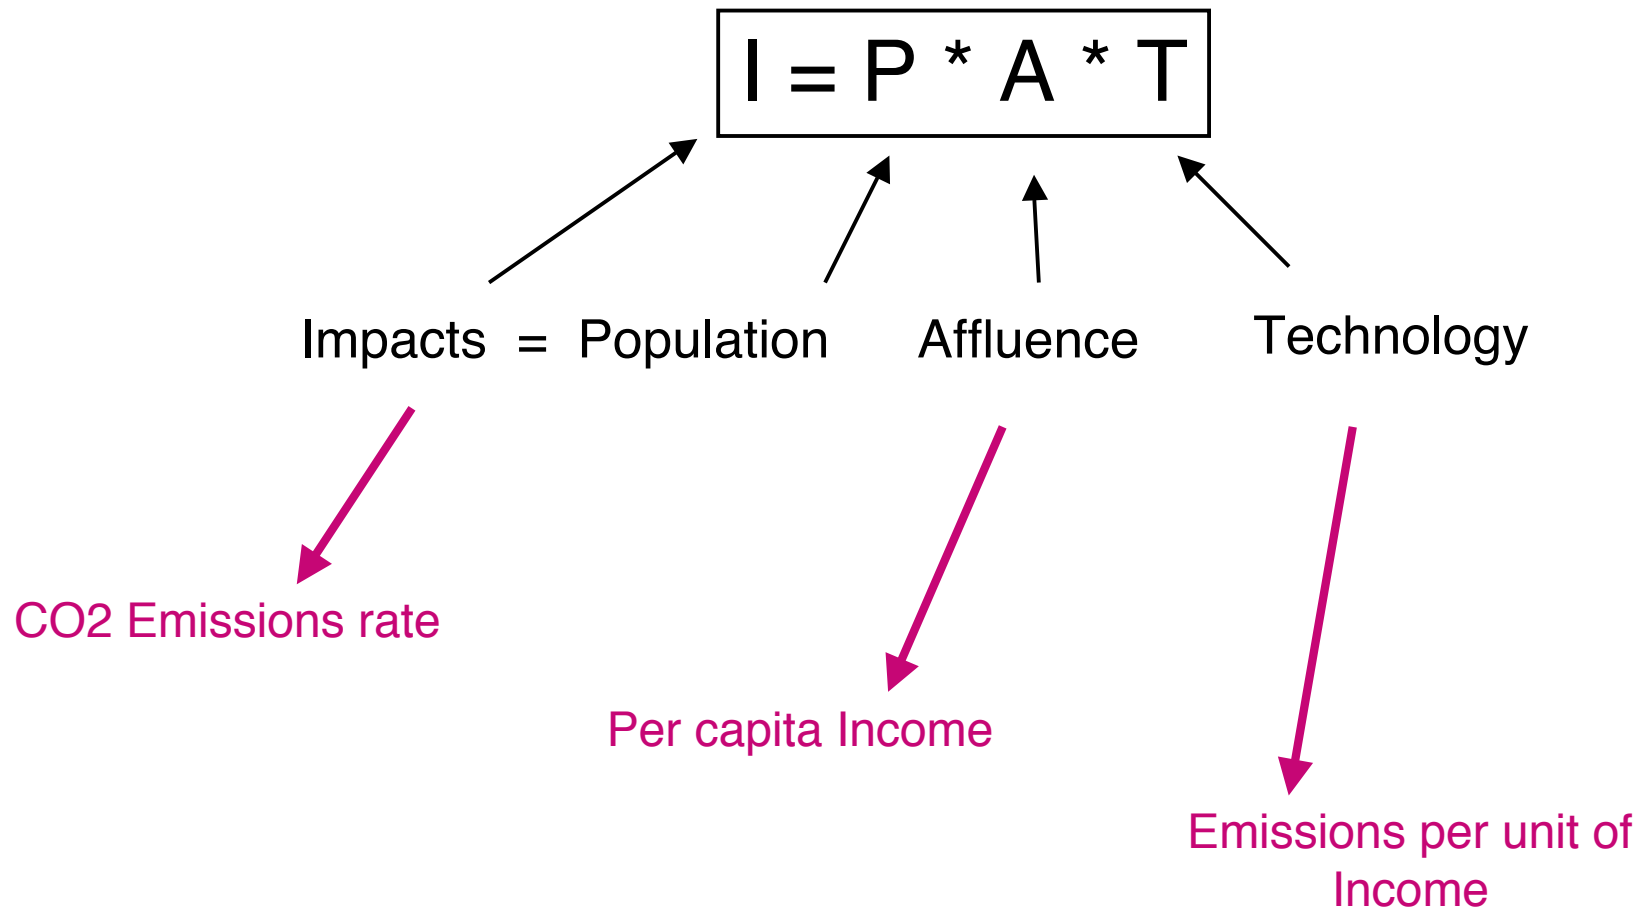 I = P * A * T
Impacts = Population Affluence Technology
CO2 Emissions rate
Per capita Income
Emissions per unit of
Income